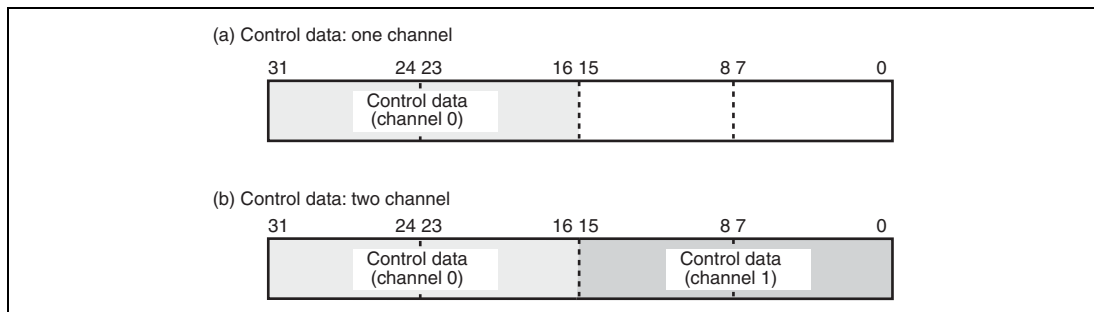 (a) Control data: one channel
31 24 23 16 15 8 7 0
Control data
(channel 0)
(b) Control data: two channel
31 24 23 16 15 8 7 0
Control data
(channel 0)
Control data
(channel 1)